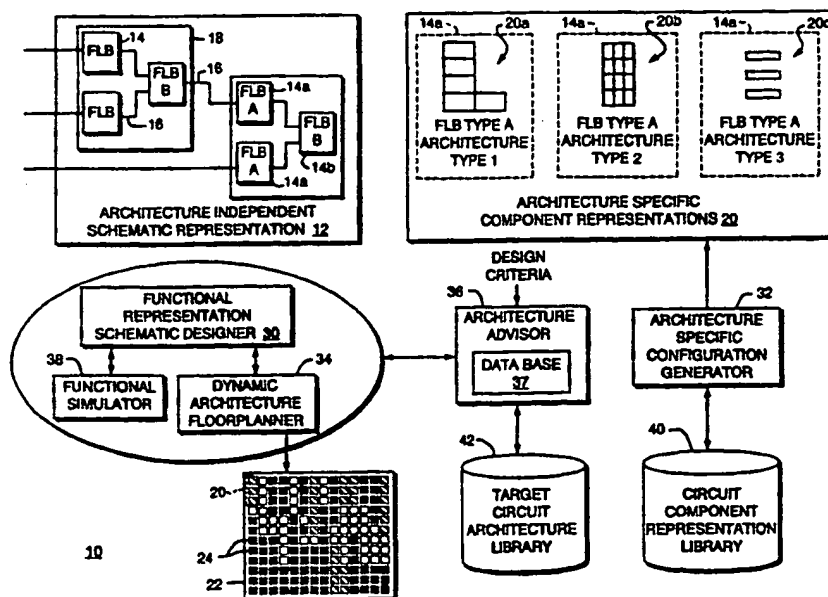 14
18
FLB
FLB
B
16
FLB
16
14a
FLB
A
FLB
B
FLB
A
14b
14a
ARCHITECTURE INDEPENDENT
SCHEMATIC REPRESENTATION 12
14a
20a
FLB TYPE A
ARCHITECTURE
TYPE 1
14a
20b
FLB TYPE A
ARCHITECTURE
TYPE 2
14a
20c
FLB TYPE A
ARCHITECTURE
TYPE 3
ARCHITECTURE SPECIFIC
COMPONENT REPRESENTATIONS 20
FUNCTIONAL
REPRESENTATION
SCHEMATIC DESIGNER 30
38
FUNCTIONAL
SIMULATOR
34
DYNAMIC
ARCHITECTURE
FLOORPLANNER
DESIGN
CRITERIA
36
ARCHITECTURE
ADVISOR
DATA BASE
37
32
ARCHITECTURE
SPECIFIC
CONFIGURATION
GENERATOR
42
TARGET
CIRCUIT
ARCHITECTURE
LIBRARY
40
CIRCUIT
COMPONENT
REPRESENTATION
LIBRARY
20
24
22
10